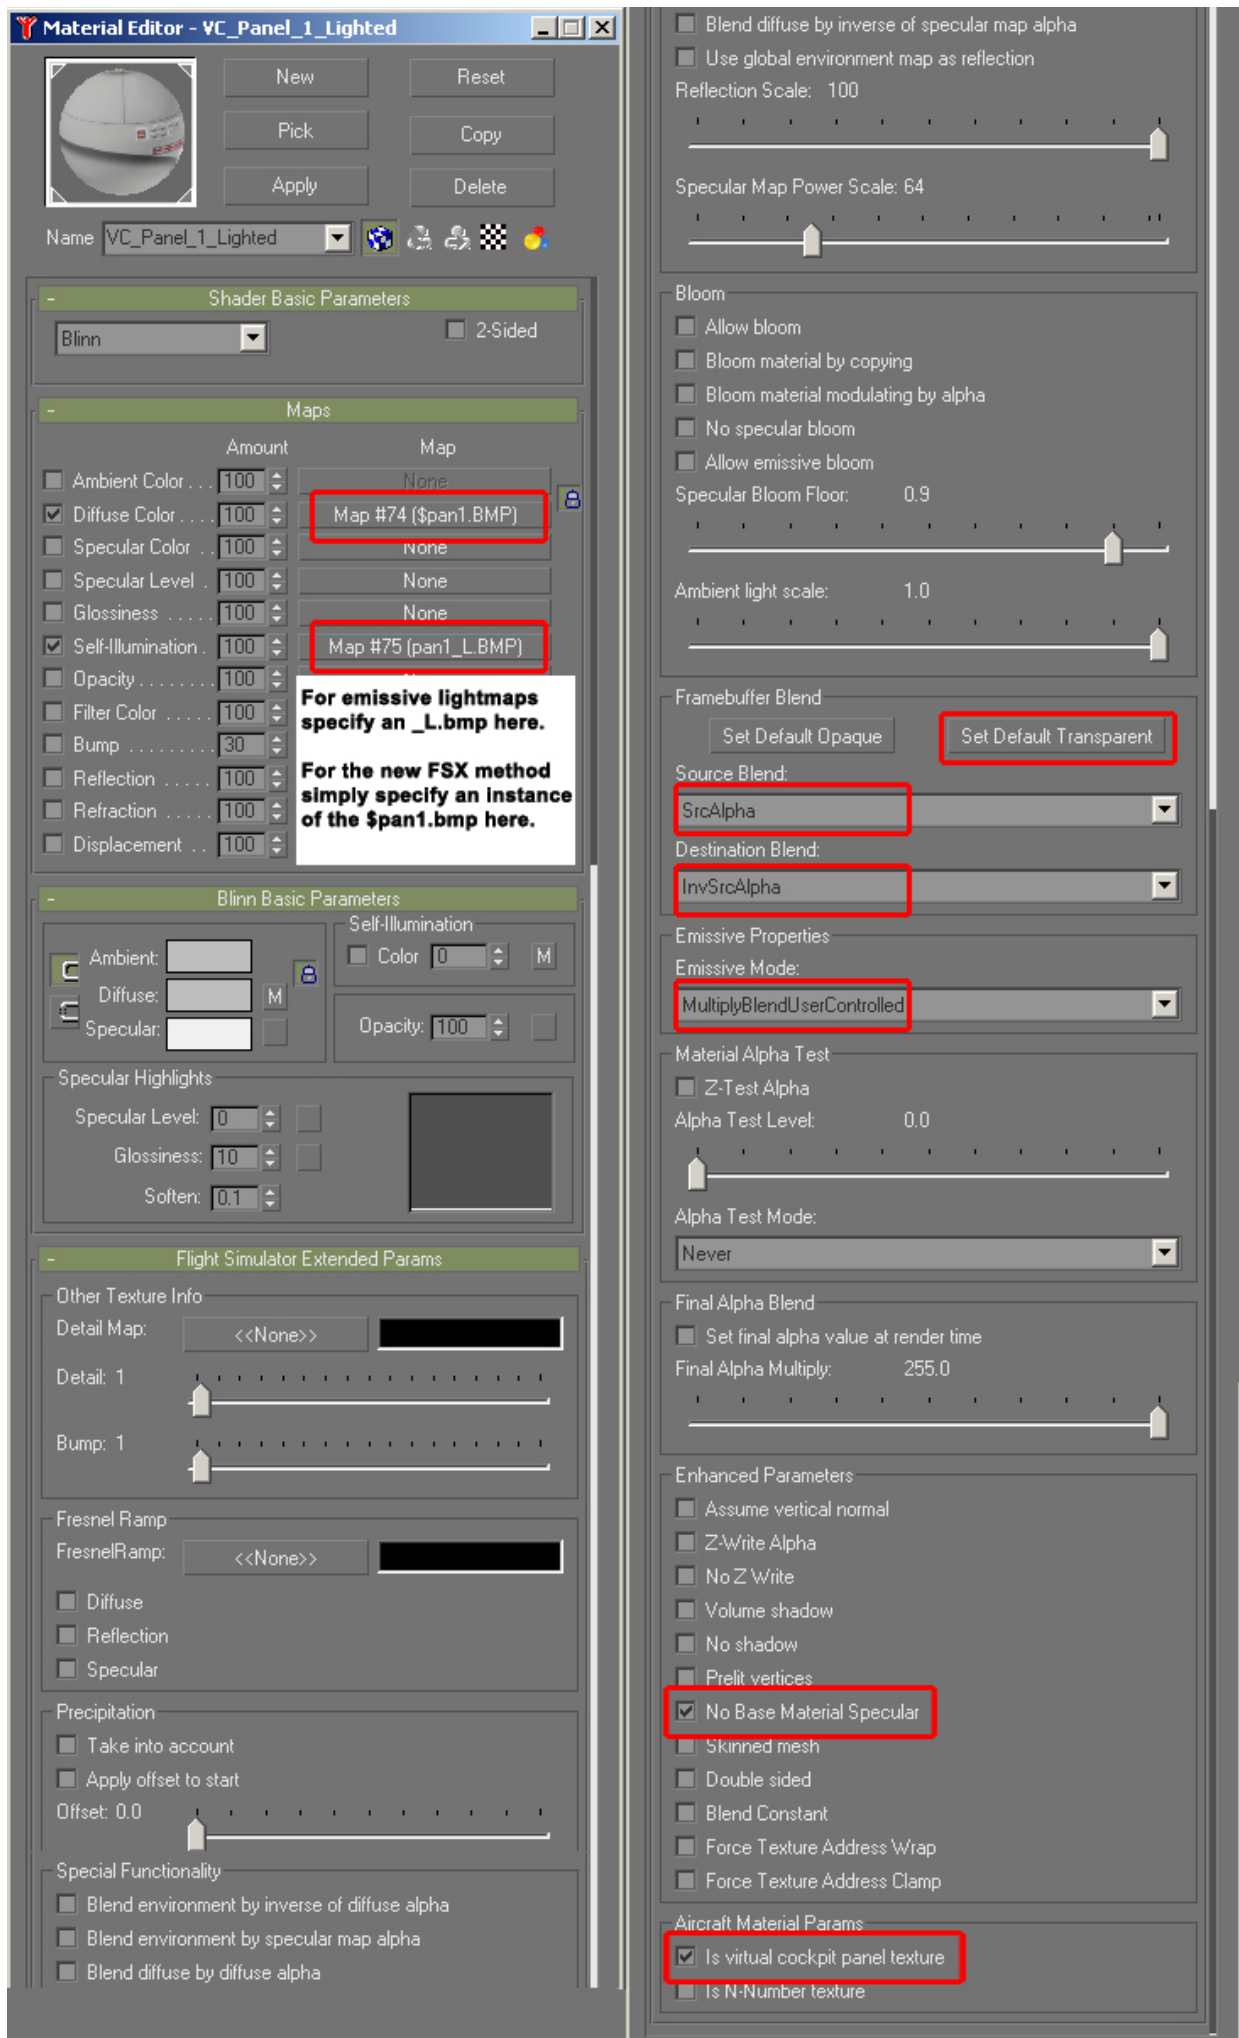 Material Editor - VC_Panel_1_Lighted
New
Reset
Pick
Copy
Apply
Delete
Name VC_Panel_1_Lighted
- Shader Basic Parameters
Blinn
2-Sided
- Maps
Amount Map
Ambient Color . . . 100 None
Diffuse Color . . . . 100 Map #74 ($pan1.BMP)
Specular Color . . 100 None
Specular Level . 100 None
Glossiness . . . . . 100 None
Self-Illumination . 100 Map #75 (pan1_L.BMP)
Opacity . . . . . . . . 100
Filter Color . . . . . 100
Bump . . . . . . . . . 30
Reflection . . . . . 100
Refraction . . . . . 100
Displacement . . 100
For emissive lightmaps
specify an _L.bmp here.
For the new FSX method
simply specify an instance
of the $pan1.bmp here.
- Blinn Basic Parameters
Ambient:
Diffuse: M
Specular:
Self-Illumination
Color 0 M
Opacity: 100
Specular Highlights
Specular Level: 0
Glossiness: 10
Soften: 0.1
- Flight Simulator Extended Params
Other Texture Info
Detail Map: <<None>>
Detail: 1
Bump: 1
Fresnel Ramp
FresnelRamp: <<None>>
Diffuse
Reflection
Specular
Precipitation
Take into account
Apply offset to start
Offset: 0.0
Special Functionality
Blend environment by inverse of diffuse alpha
Blend environment by specular map alpha
Blend diffuse by diffuse alpha
Blend diffuse by inverse of specular map alpha
Use global environment map as reflection
Reflection Scale: 100
Specular Map Power Scale: 64
Bloom
Allow bloom
Bloom material by copying
Bloom material modulating by alpha
No specular bloom
Allow emissive bloom
Specular Bloom Floor: 0.9
Ambient light scale: 1.0
Framebuffer Blend
Set Default Opaque
Set Default Transparent
Source Blend:
SrcAlpha
Destination Blend:
InvSrcAlpha
Emissive Properties
Emissive Mode:
MultiplyBlendUserControlled
Material Alpha Test
Z-Test Alpha
Alpha Test Level: 0.0
Alpha Test Mode:
Never
Final Alpha Blend
Set final alpha value at render time
Final Alpha Multiply: 255.0
Enhanced Parameters
Assume vertical normal
Z-Write Alpha
No Z Write
Volume shadow
No shadow
Prelit vertices
No Base Material Specular
Skinned mesh
Double sided
Blend Constant
Force Texture Address Wrap
Force Texture Address Clamp
Aircraft Material Params
Is virtual cockpit panel texture
Is N-Number texture